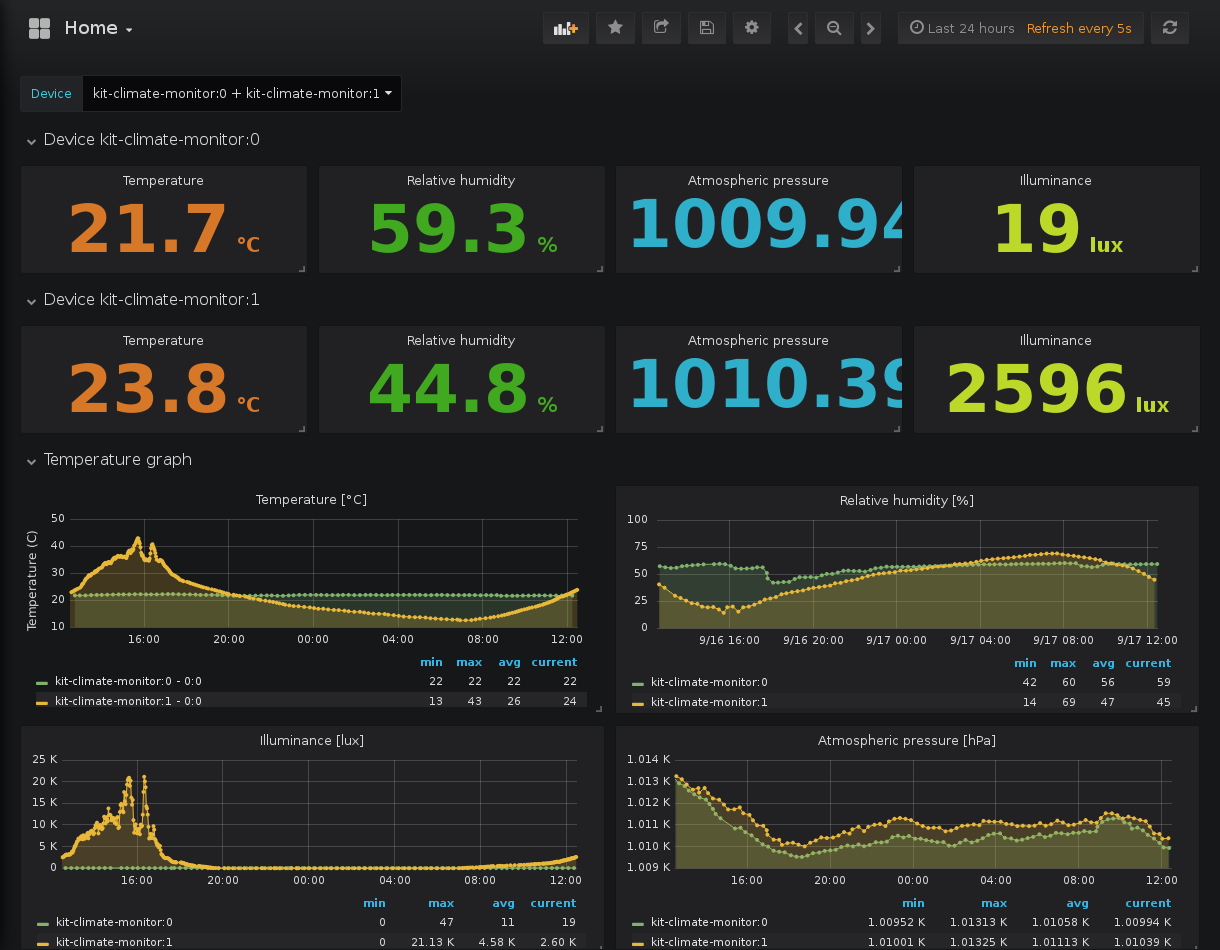 Home
Last 24 hours Refresh every 5s
Device kit-climate-monitor:0 + kit-climate-monitor:1
Device kit-climate-monitor:0
Temperature Relative humidity Atmospheric pressure Illuminance
21.7 °C 59.3 % 1009.94 19 lux
Device kit-climate-monitor:1
Temperature Relative humidity Atmospheric pressure Illuminance
23.8 °C 44.8 % 1010.39 2596 lux
Temperature graph
Temperature [°C]
Temperature (C)
50
40
30
20
10
16:00 20:00 00:00 04:00 08:00 12:00
min max avg current
kit-climate-monitor:0 - 0:0 22 22 22 22
kit-climate-monitor:1 - 0:0 13 43 26 24
Relative humidity [%]
100
75
50
25
0
9/16 16:00 9/16 20:00 9/17 00:00 9/17 04:00 9/17 08:00 9/17 12:00
min max avg current
kit-climate-monitor:0 42 60 56 59
kit-climate-monitor:1 14 69 47 45
Illuminance [lux]
25 K
20 K
15 K
10 K
5 K
0
16:00 20:00 00:00 04:00 08:00 12:00
min max avg current
kit-climate-monitor:0 0 47 11 19
kit-climate-monitor:1 0 21.13 K 4.58 K 2.60 K
Atmospheric pressure [hPa]
1.014 K
1.013 K
1.012 K
1.011 K
1.010 K
1.009 K
16:00 20:00 00:00 04:00 08:00 12:00
min max avg current
kit-climate-monitor:0 1.00952 K 1.01313 K 1.01058 K 1.00994 K
kit-climate-monitor:1 1.01001 K 1.01325 K 1.01113 K 1.01039 K